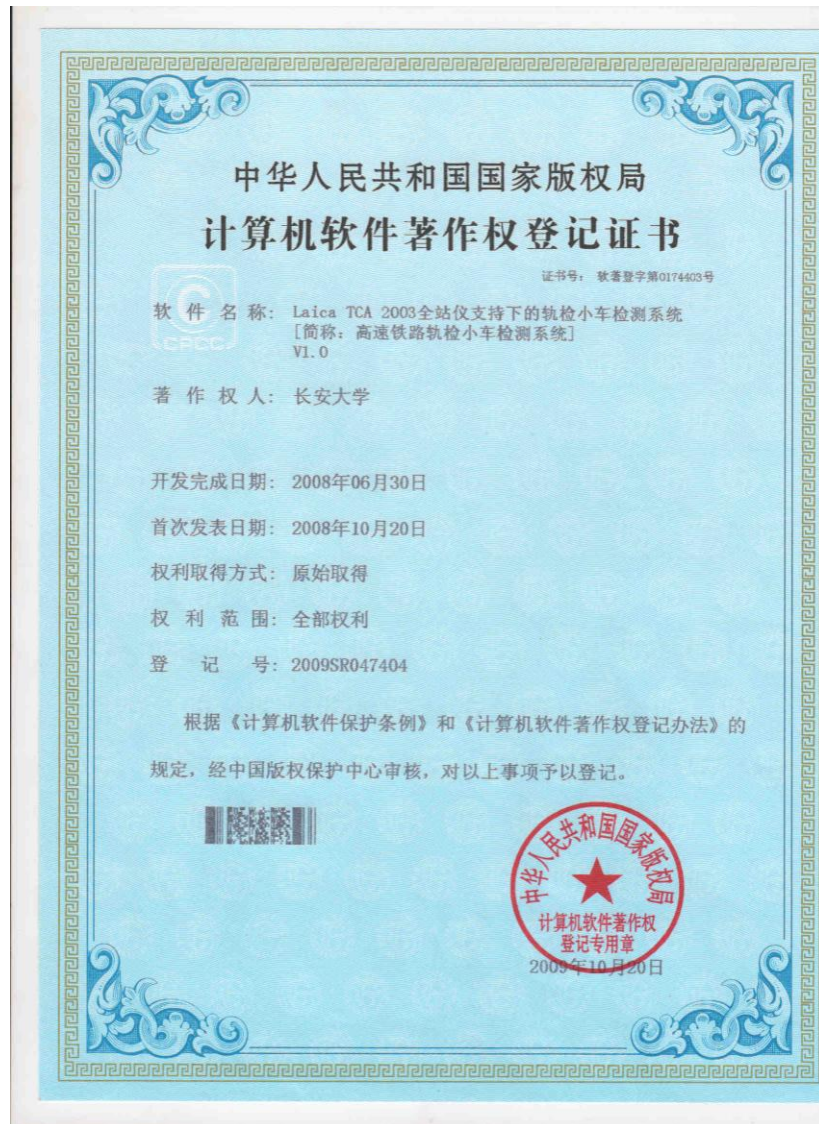 中华人民共和国国家版权局
计算机软件著作权登记证书
证书号: 软著登字第0174403号
CPCC
软件名称: Laica TCA 2003全站仪支持下的轨检小车检测系统
[简称: 高速铁路轨检小车检测系统]
V1.0
著作权人: 长安大学
开发完成日期: 2008年06月30日
首次发表日期: 2008年10月20日
权利取得方式: 原始取得
权利范围: 全部权利
登记号: 2009SR047404
根据《计算机软件保护条例》和《计算机软件著作权登记办法》的
规定, 经中国版权保护中心审核, 对以上事项予以登记。
中华人民共和国国家版权局
计算机软件著作权
登记专用章
2009年10月20日